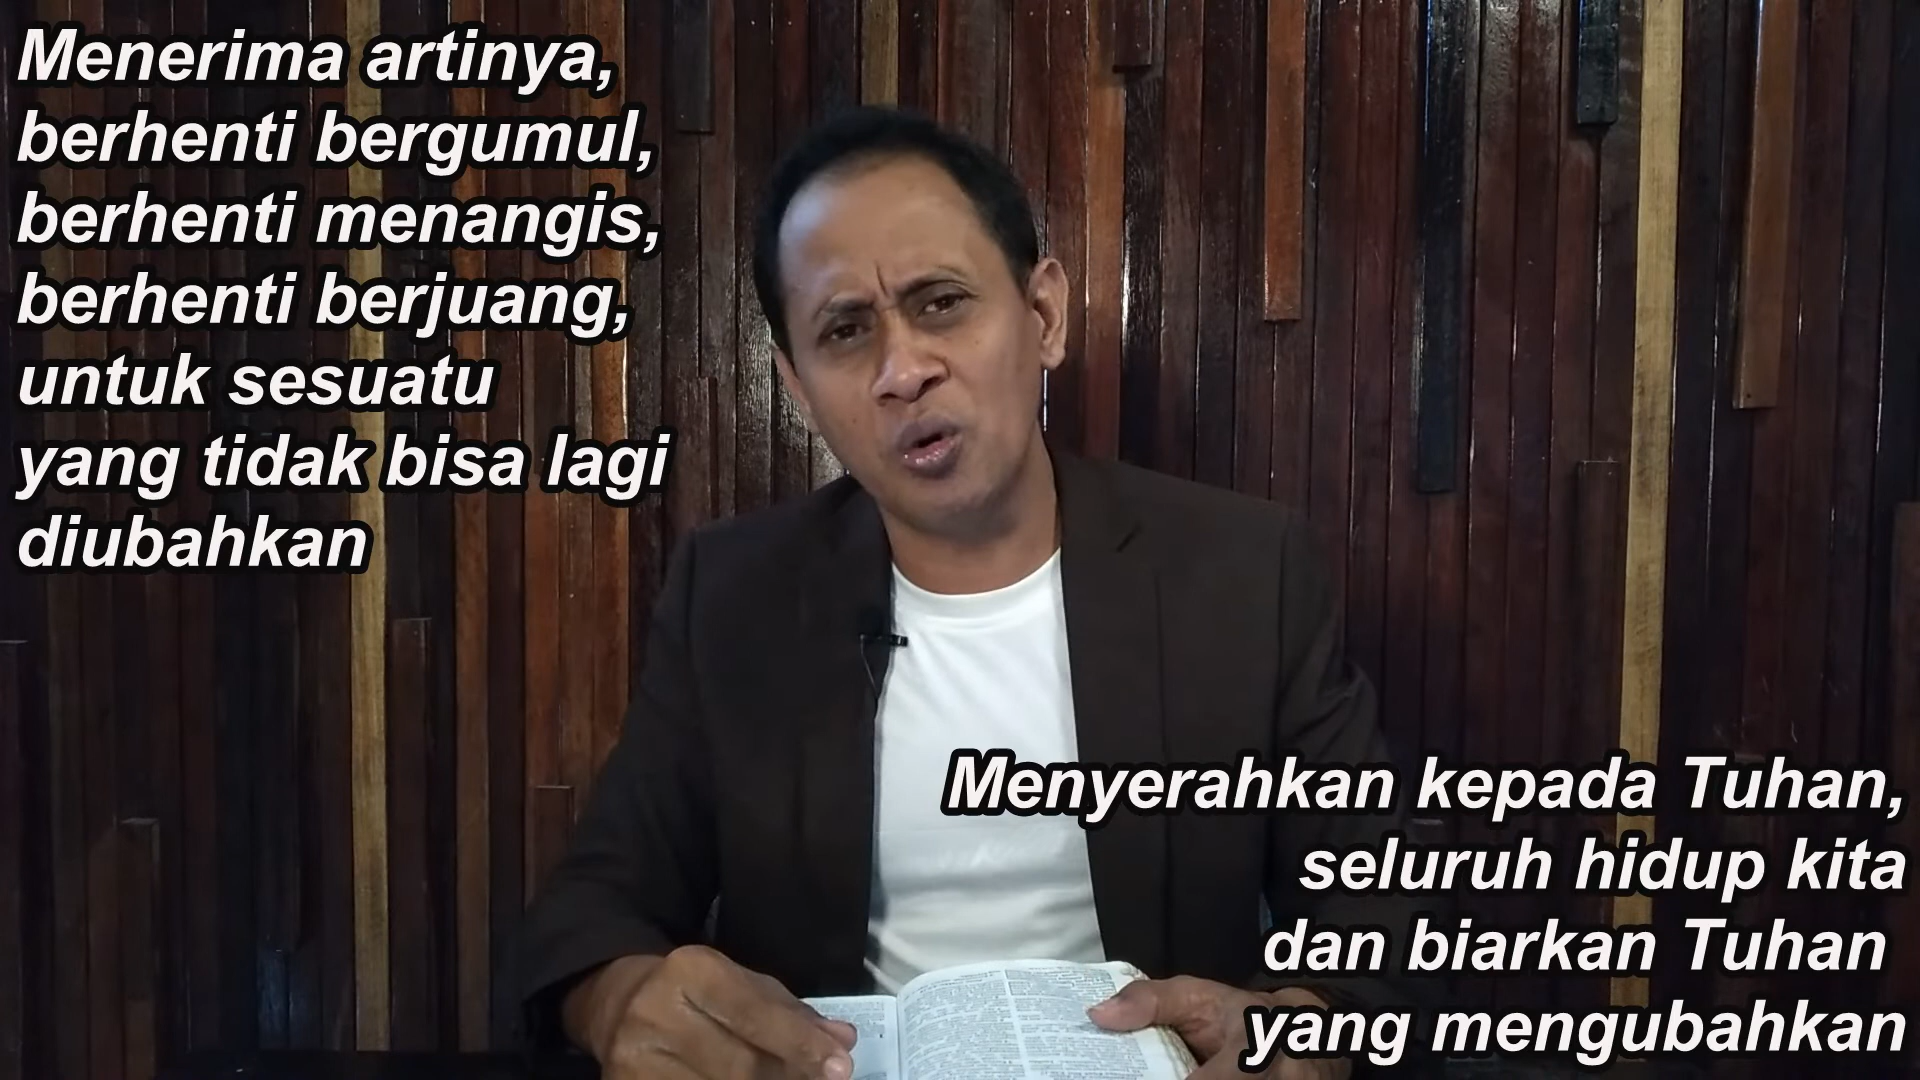 Menerima artinya,
berhenti bergumul,
berhenti menangis,
berhenti berjuang,
untuk sesuatu
yang tidak bisa lagi
diubahkan
Menyerahkan kepada Tuhan,
seluruh hidup kita
dan biarkan Tuhan
yang mengubahkan